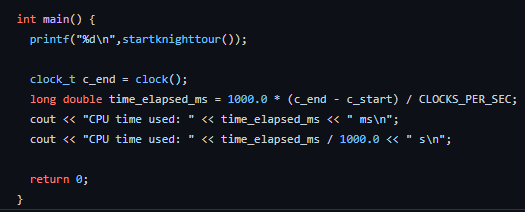 int main() {
printf("%d\n",startknighttour());
clock_t c_end = clock();
long double time_elapsed_ms = 1000.0 * (c_end - c_start) / CLOCKS_PER_SEC;
cout << "CPU time used: " << time_elapsed_ms << " ms\n";
cout << "CPU time used: " << time_elapsed_ms / 1000.0 << " s\n";
return 0;
}